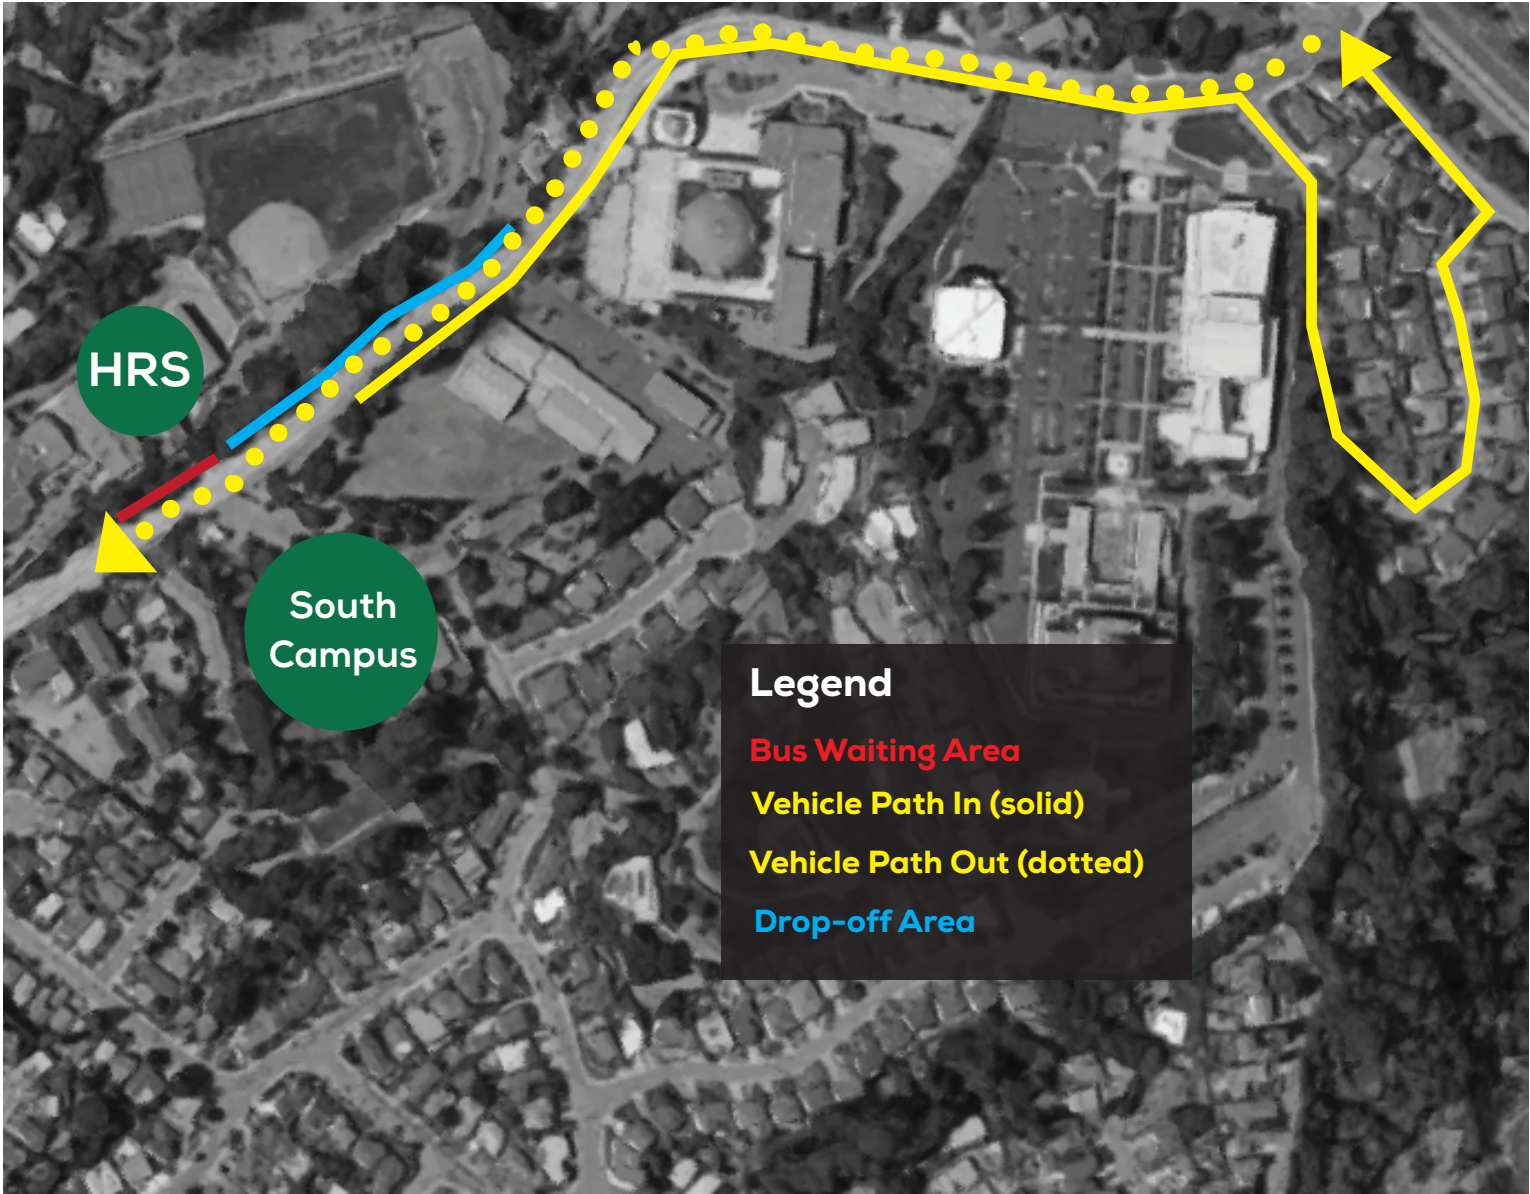 HRS
South
Campus
Legend
Bus Waiting Area
Vehicle Path In (solid)
Vehicle Path Out (dotted)
Drop-off Area